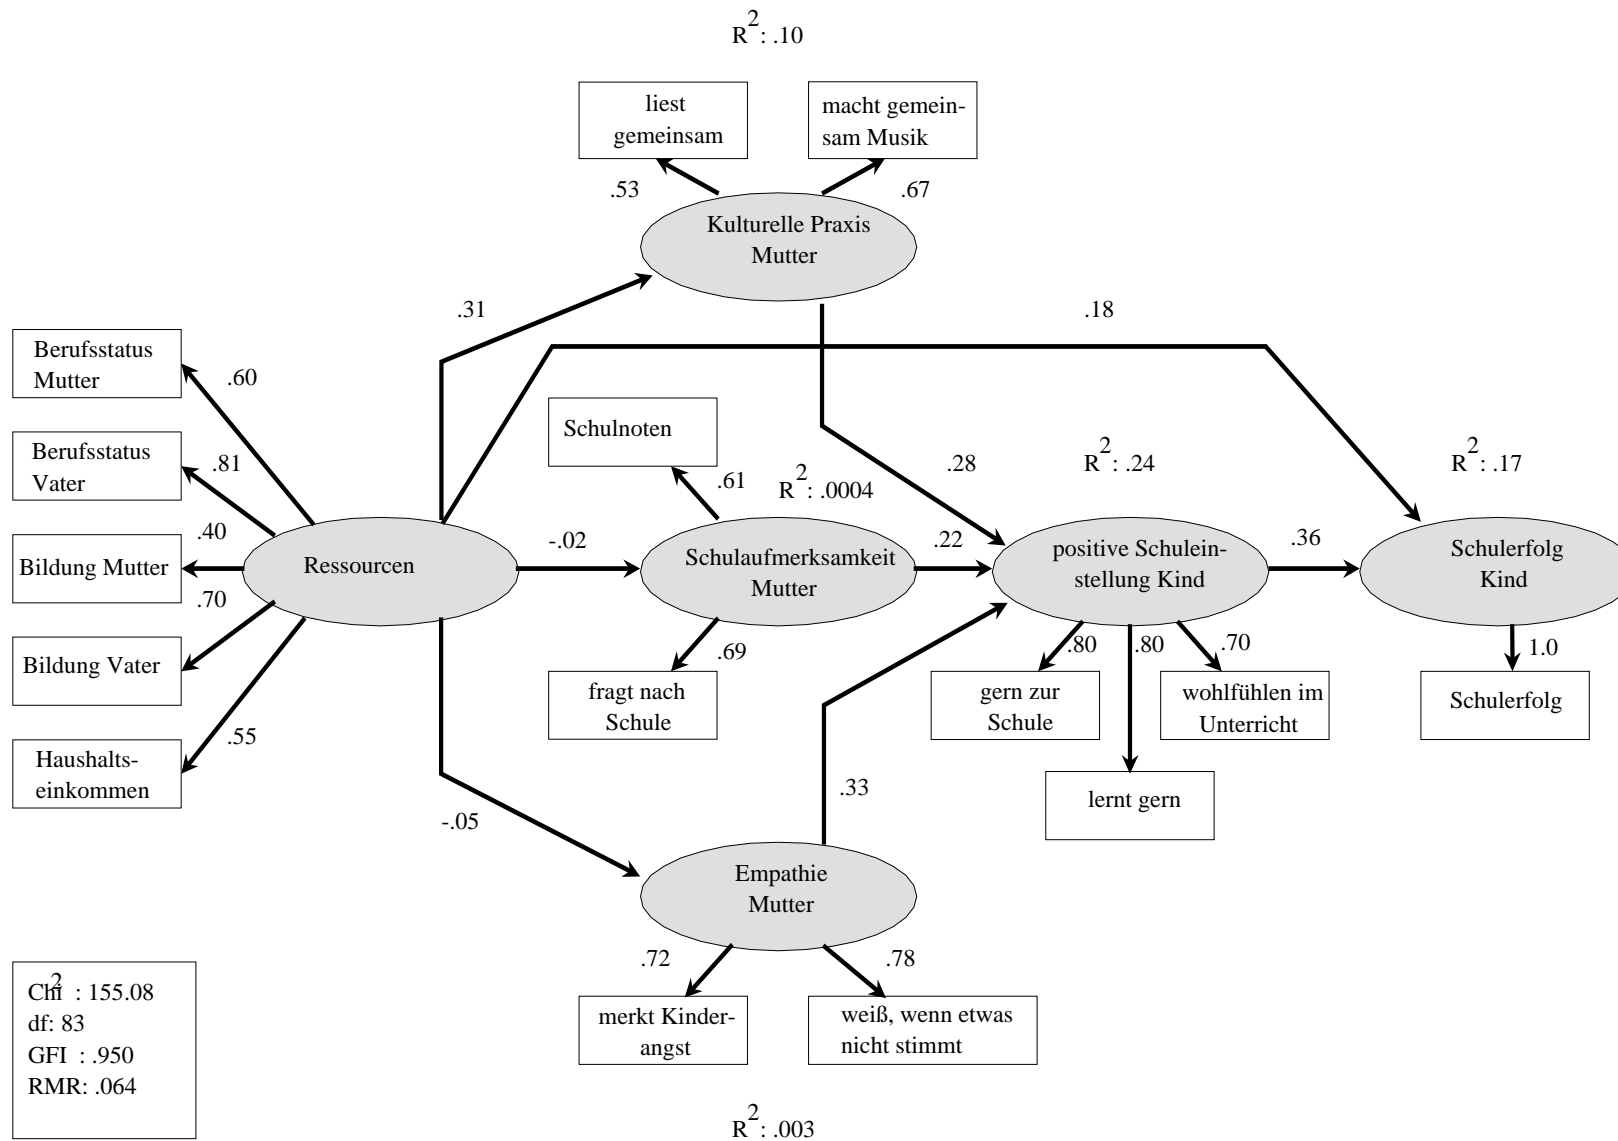 R²: .10
liest
gemeinsam
macht gemein-
sam Musik
.53
.67
Kulturelle Praxis
Mutter
.31
.18
Berufsstatus
Mutter
.60
Schulnoten
Berufsstatus
Vater
.81
.61
R²: .0004
.28
R²: .24
R²: .17
Bildung Mutter
.40
Ressourcen
-.02
Schulaufmerksamkeit
Mutter
.22
positive Schulein-
stellung Kind
.36
Schulerfolg
Kind
.70
Bildung Vater
.69
fragt nach
Schule
.80
.80
.70
1.0
gern zur
Schule
wohlfühlen im
Unterricht
Schulerfolg
.55
Haushalts-
einkommen
lernt gern
-.05
.33
Empathie
Mutter
.72
.78
merkt Kinder-
angst
weiß, wenn etwas
nicht stimmt
Chi² : 155.08
df: 83
GFI : .950
RMR: .064
R²: .003